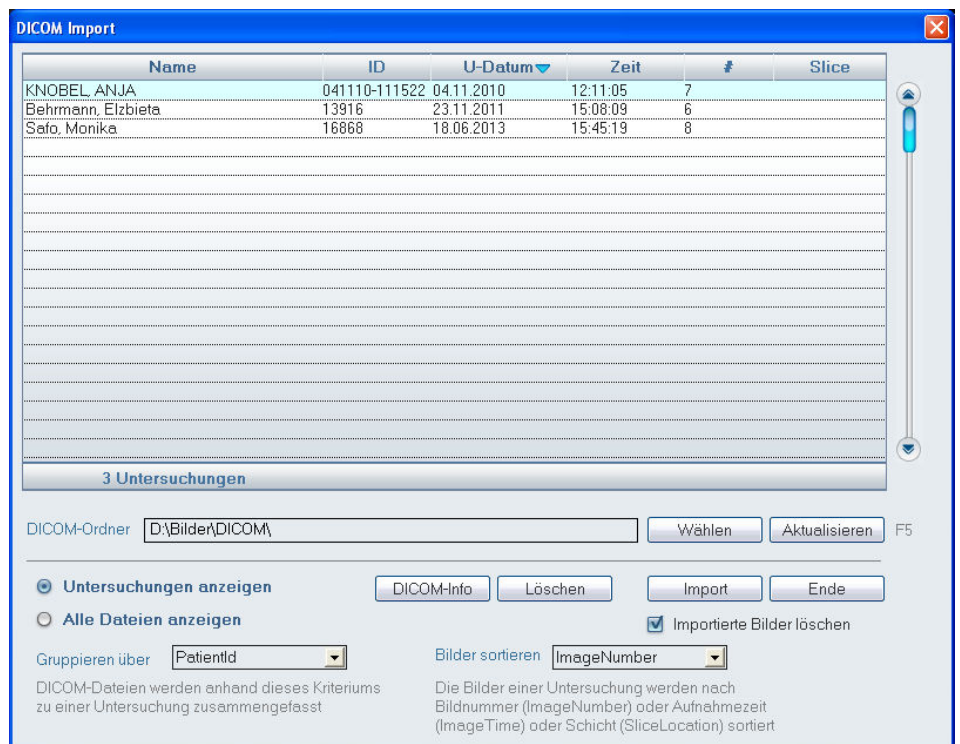 DICOM Import
Name ID U-Datum Zeit # Slice
KNOBEL, ANJA 041110-111522 04.11.2010 12:11:05 7
Behrmann, Elzbieta 13916 23.11.2011 15:08:09 6
Safo, Monika 16868 18.06.2013 15:45:19 8
3 Untersuchungen
DICOM-Ordner D:\Bilder\DICOM\ Wählen Aktualisieren F5
Untersuchungen anzeigen DICOM-Info Löschen Import Ende
Alle Dateien anzeigen Importierte Bilder löschen
Gruppieren über PatientId Bilder sortieren ImageNumber
DICOM-Dateien werden anhand dieses Kriteriums
zu einer Untersuchung zusammengefasst
Die Bilder einer Untersuchung werden nach
Bildnummer (ImageNumber) oder Aufnahmezeit
(ImageTime) oder Schicht (SliceLocation) sortiert